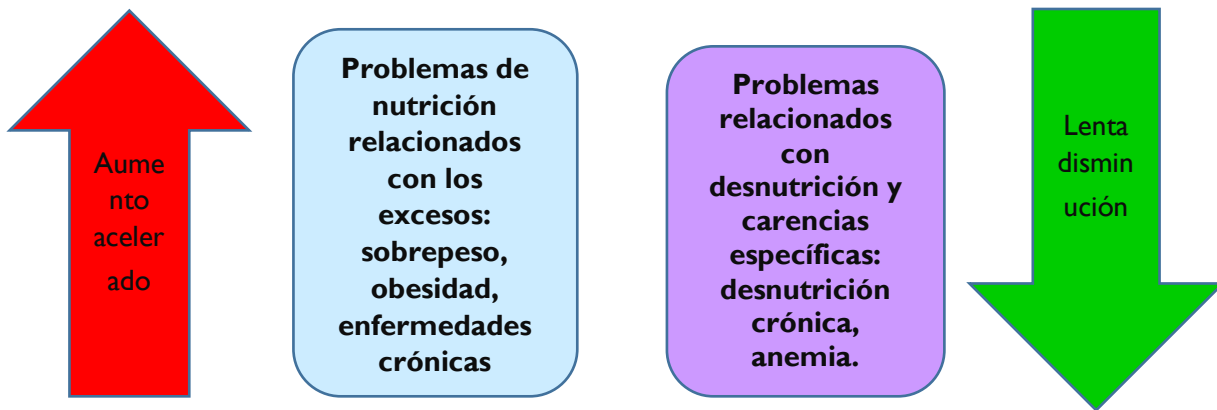 Aume
nto
aceler
ado
Problemas de
nutrición
relacionados
con los
excesos:
sobrepeso,
obesidad,
enfermedades
crónicas
Problemas
relacionados
con
desnutrición y
carencias
específicas:
desnutrición
crónica,
anemia.
Lenta
dismin
ución